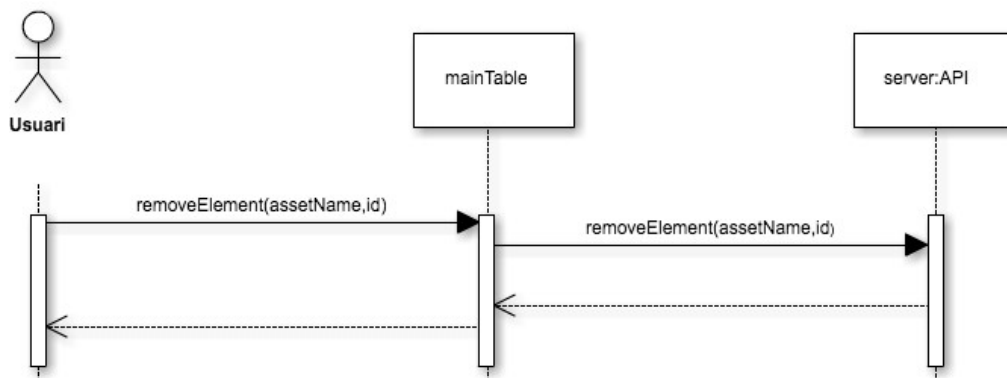 mainTable
server:API
Usuari
removeElement(assetName,id)
removeElement(assetName,id)